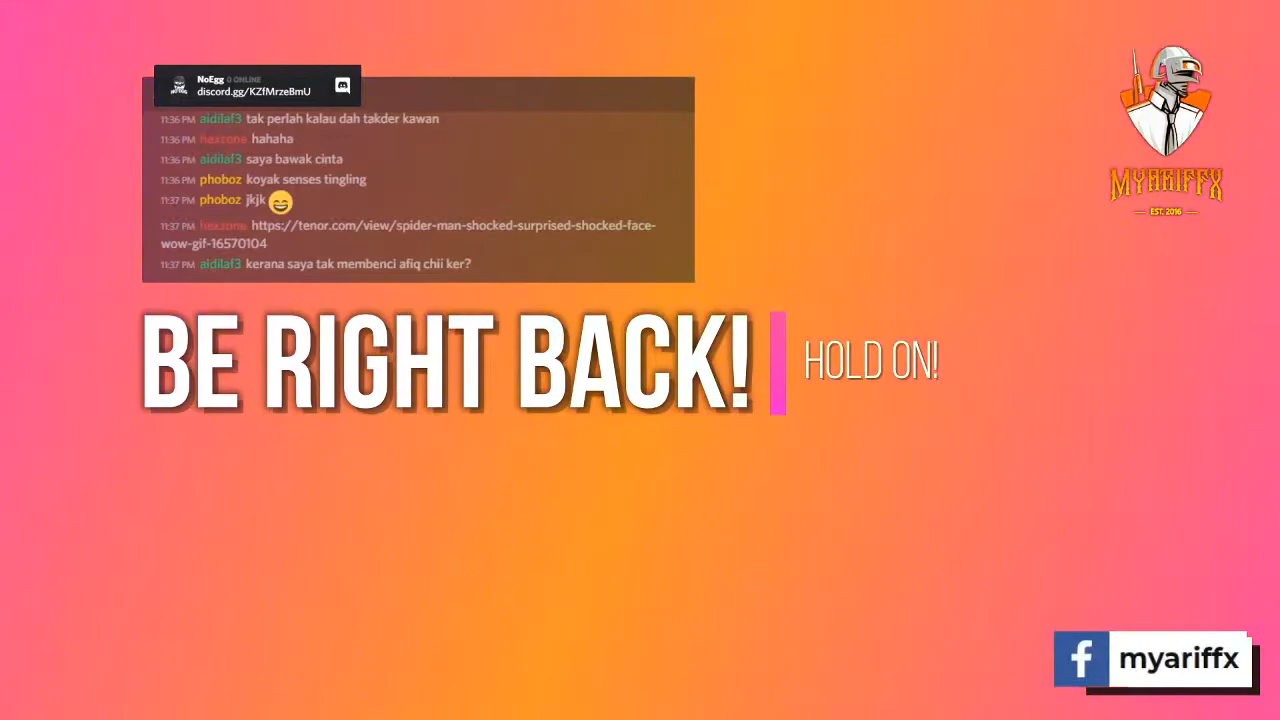 NoEgg 0 ONLINE
discord.gg/KZfMrzeBmU
11:36 PM aidilaf3 tak perlah kalau dah takder kawan
11:36 PM hexzone hahaha
11:36 PM aidilaf3 saya bawak cinta
11:36 PM phoboz koyak senses tingling
11:37 PM phoboz jkjk
11:37 PM hexzone https://tenor.com/view/spider-man-shocked-surprised-shocked-face-
wow-gif-16570104
11:37 PM aidilaf3 kerana saya tak membenci afiq chii ker?
BE RIGHT BACK!
HOLD ON!
MYARIFFX
EST. 2016
myariffx